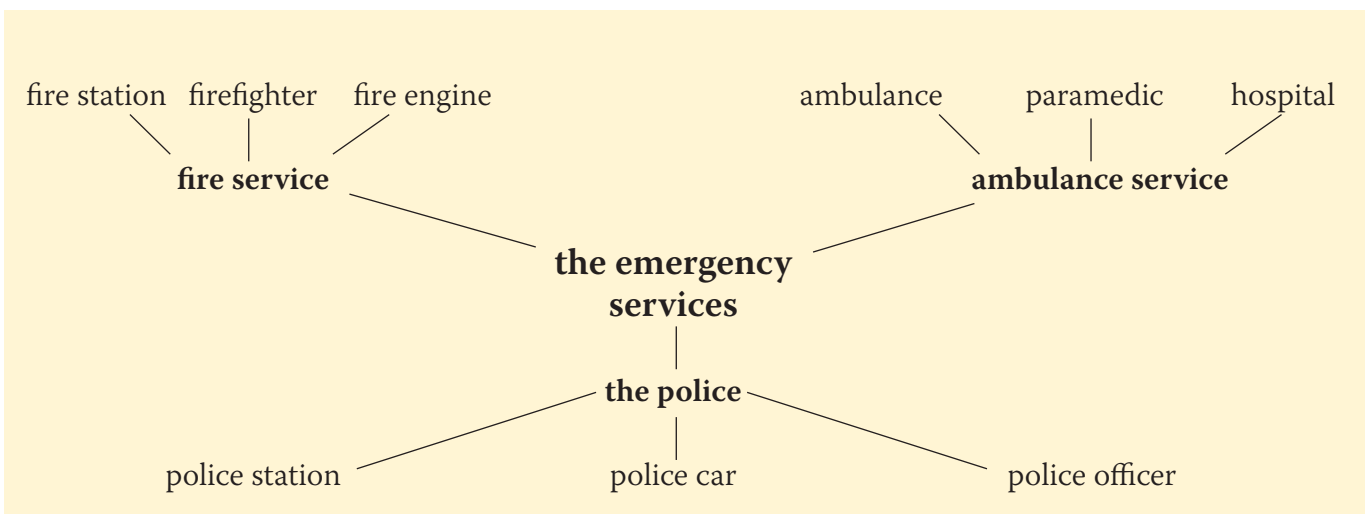 fire station firefighter fire engine ambulance paramedic hospital
fire service ambulance service
the emergency
services
the police
police station police car police officer